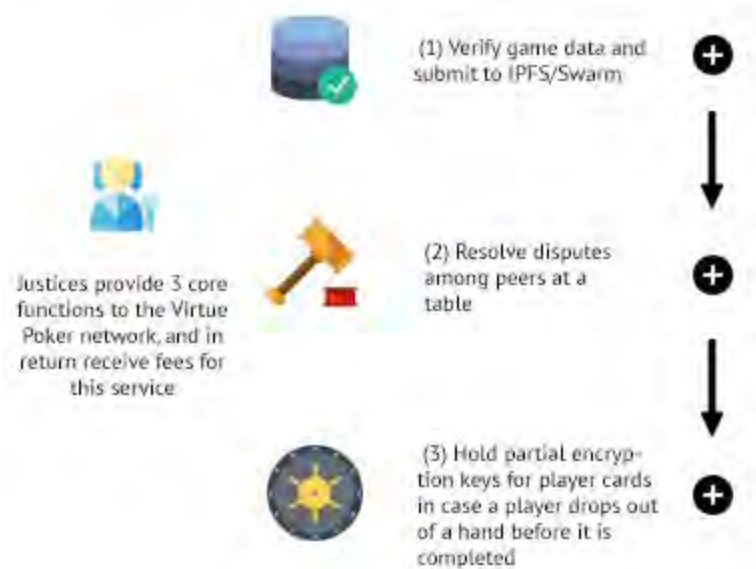 (1) Verify game data and
submit to IPFS/Swarm
Justices provide 3 core
functions to the Virtue
Poker network, and in
return receive fees for
this service
(2) Resolve disputes
among peers at a
table
(3) Hold partial encryp-
tion keys for player cards
in case a player drops out
of a hand before it is
completed